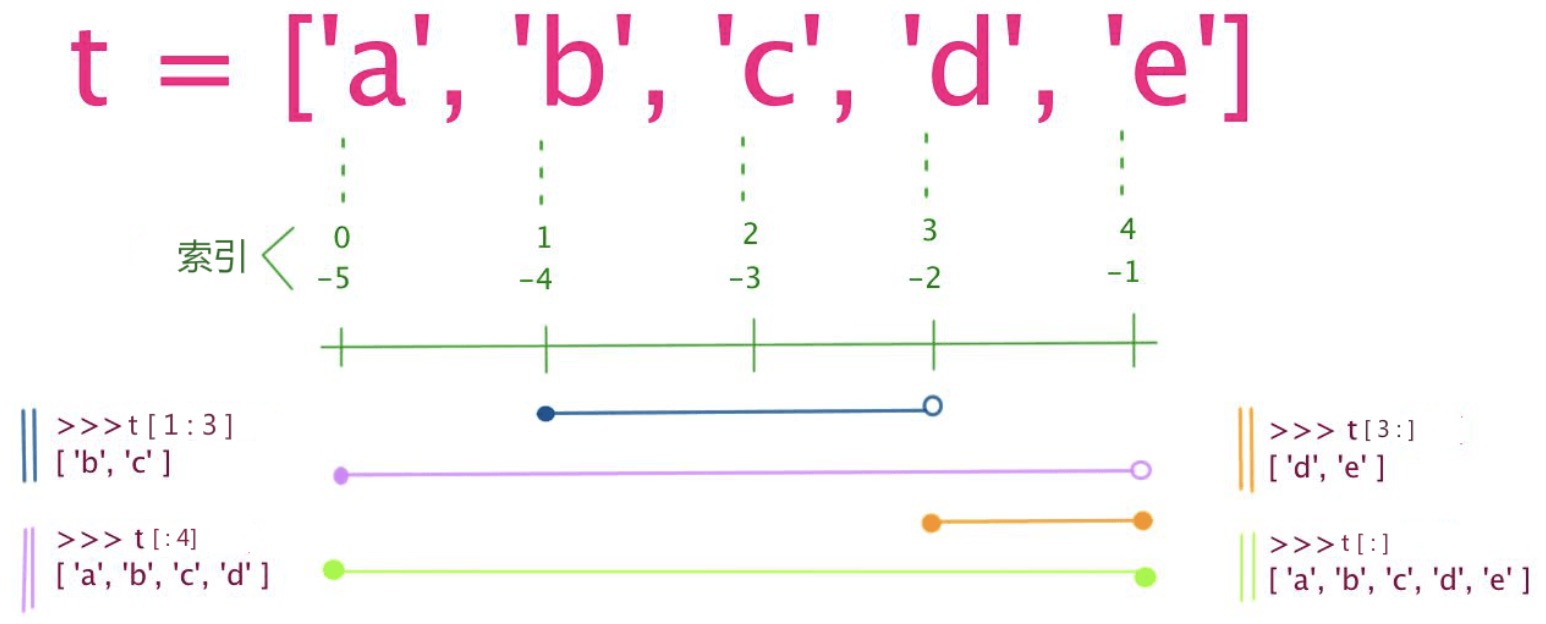 t = ['a', 'b', 'c', 'd', 'e']
索引
0 1 2 3 4
-5 -4 -3 -2 -1
>>>t[1:3]
['b', 'c']
>>> t[:4]
['a', 'b', 'c', 'd']
>>> t[3:]
['d', 'e']
>>>t[:]
['a', 'b', 'c', 'd', 'e']